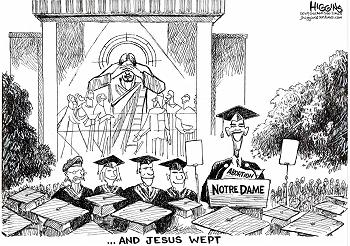 HIGGINS
ABORTION
NOTRE DAME
... AND JESUS WEPT